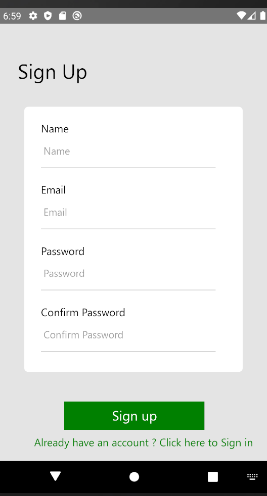 6:59
Sign Up
Name
Name
Email
Email
Password
Password
Confirm Password
Confirm Password
Sign up
Already have an account ? Click here to Sign in